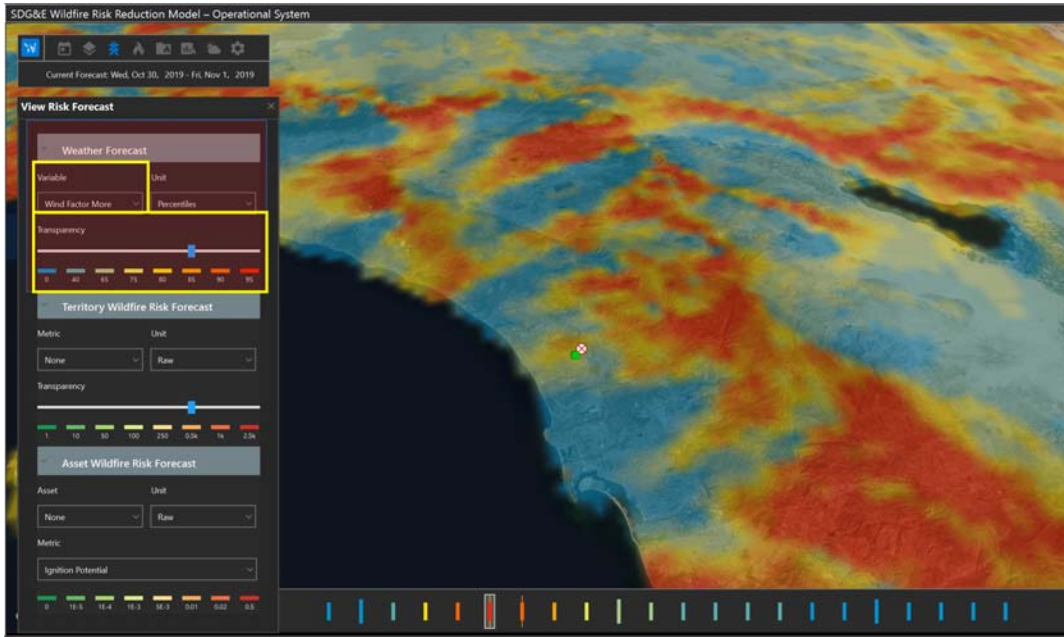 SDG&E Wildfire Risk Reduction Model – Operational System
W
Current Forecast: Wed, Oct 30, 2019 - Fri, Nov 1, 2019
View Risk Forecast
Weather Forecast
Variable Unit
Wind Factor More Percentiles
Transparency
0 40 65 75 80 85 90 95
Territory Wildfire Risk Forecast
Metric Unit
None Raw
Transparency
1 10 50 100 250 0.5k 1k 2.5k
Asset Wildfire Risk Forecast
Asset Unit
None Raw
Metric
Ignition Potential
0 1E-5 1E-4 1E-3 5E-3 0.01 0.02 0.5